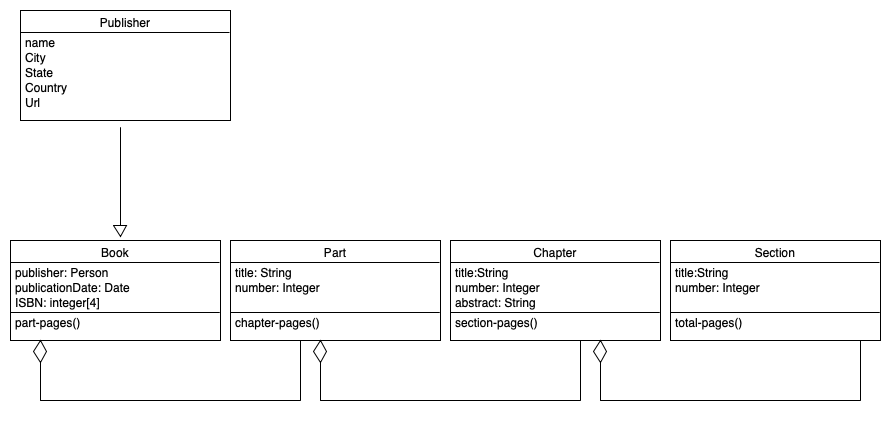 Publisher
name
City
State
Country
Url
Book
publisher: Person
publicationDate: Date
ISBN: integer[4]
part-pages()
Part
title: String
number: Integer
chapter-pages()
Chapter
title:String
number: Integer
abstract: String
section-pages()
Section
title:String
number: Integer
total-pages()